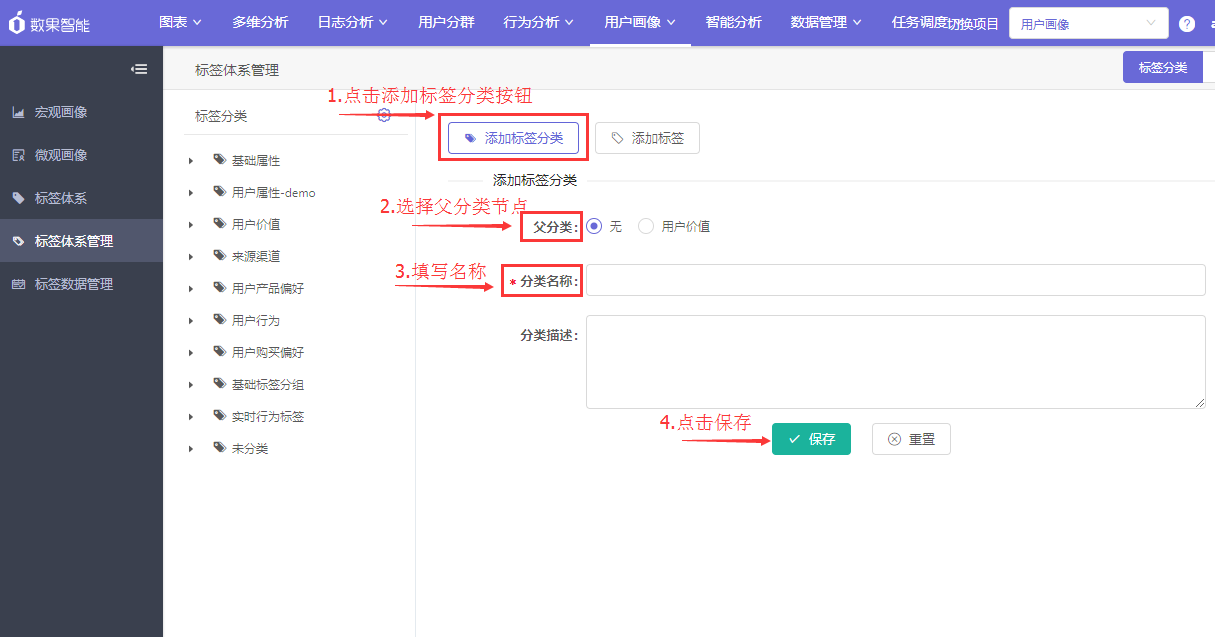 数果智能
图表
多维分析
日志分析
用户分群
行为分析
用户画像
智能分析
数据管理
任务调度
切换项目
用户画像
?
标签体系管理
标签分类
宏观画像
微观画像
标签体系
标签体系管理
标签数据管理
标签分类
基础属性
用户属性-demo
用户价值
来源渠道
用户产品偏好
用户行为
用户购买偏好
基础标签分组
实时行为标签
未分类
1.点击添加标签分类按钮
添加标签分类
添加标签
添加标签分类
2.选择父分类节点
父分类:
无
用户价值
3.填写名称
* 分类名称:
分类描述:
4.点击保存
保存
重置